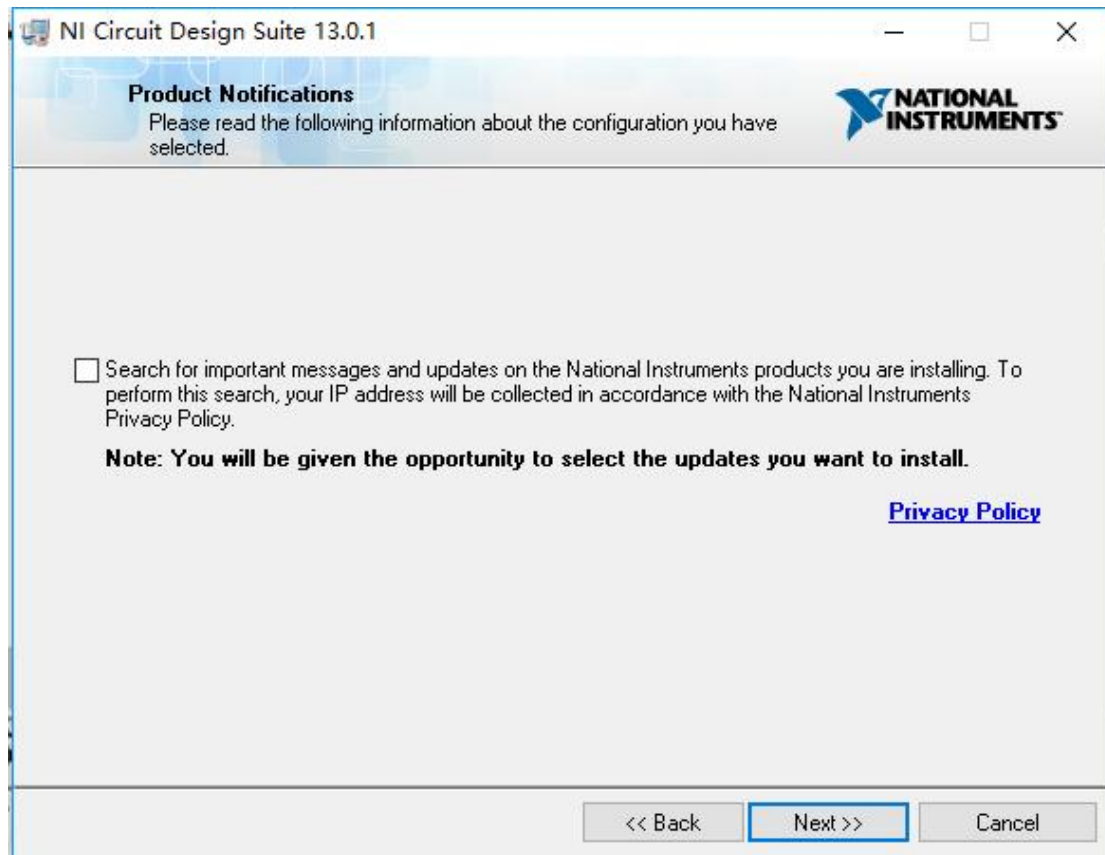 NI Circuit Design Suite 13.0.1
Product Notifications
Please read the following information about the configuration you have
selected.
NATIONAL
INSTRUMENTS
Search for important messages and updates on the National Instruments products you are installing. To
perform this search, your IP address will be collected in accordance with the National Instruments
Privacy Policy.
Note: You will be given the opportunity to select the updates you want to install.
Privacy Policy
<< Back
Next >>
Cancel